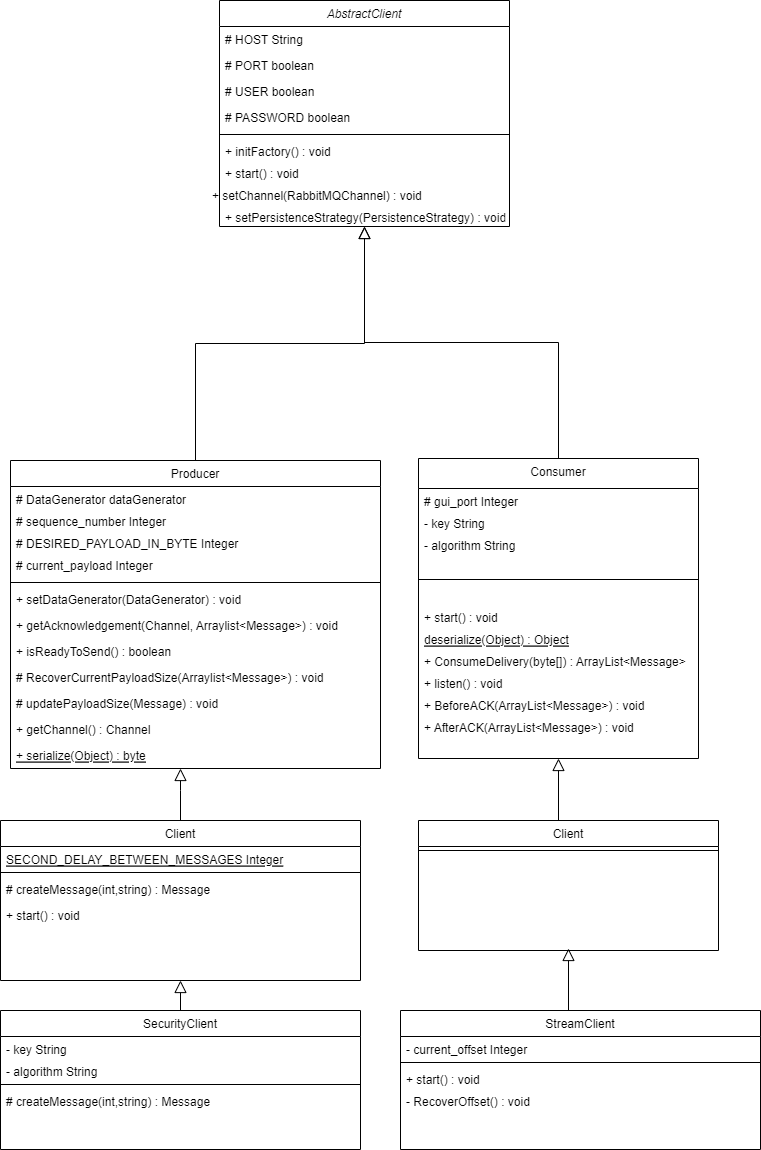 AbstractClient
# HOST String
# PORT boolean
# USER boolean
# PASSWORD boolean
+ initFactory() : void
+ start() : void
+ setChannel(RabbitMQChannel) : void
+ setPersistenceStrategy(PersistenceStrategy) : void
Producer
# DataGenerator dataGenerator
# sequence_number Integer
# DESIRED_PAYLOAD_IN_BYTE Integer
# current_payload Integer
+ setDataGenerator(DataGenerator) : void
+ getAcknowledgement(Channel, Arraylist<Message>) : void
+ isReadyToSend() : boolean
# RecoverCurrentPayloadSize(Arraylist<Message>) : void
# updatePayloadSize(Message) : void
+ getChannel() : Channel
+ serialize(Object) : byte
Consumer
# gui_port Integer
- key String
- algorithm String
+ start() : void
deserialize(Object) : Object
+ ConsumeDelivery(byte[]) : ArrayList<Message>
+ listen() : void
+ BeforeACK(ArrayList<Message>) : void
+ AfterACK(ArrayList<Message>) : void
Client
SECOND_DELAY_BETWEEN_MESSAGES Integer
# createMessage(int,string) : Message
+ start() : void
Client
SecurityClient
- key String
- algorithm String
# createMessage(int,string) : Message
StreamClient
- current_offset Integer
+ start() : void
- RecoverOffset() : void